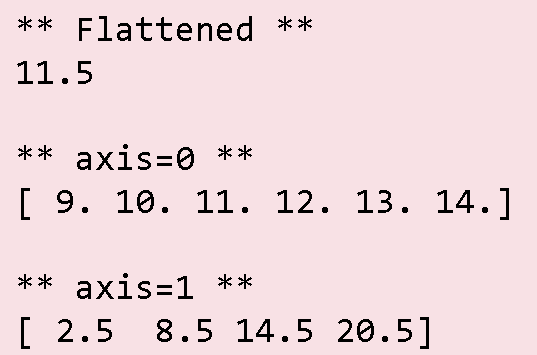 ** Flattened **
11.5
** axis=0 **
[ 9. 10. 11. 12. 13. 14.]
** axis=1 **
[ 2.5  8.5 14.5 20.5]